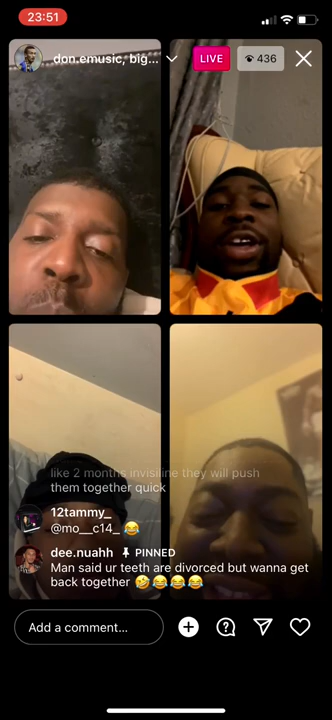 23:51
don.emusic, big...
LIVE
436
like 2 months invisiline they will push
them together quick
12tammy_
@mo__c14_ 😂
dee.nuahh PINNED
Man said ur teeth are divorced but wanna get
back together 🤣😂😂😂
Add a comment...